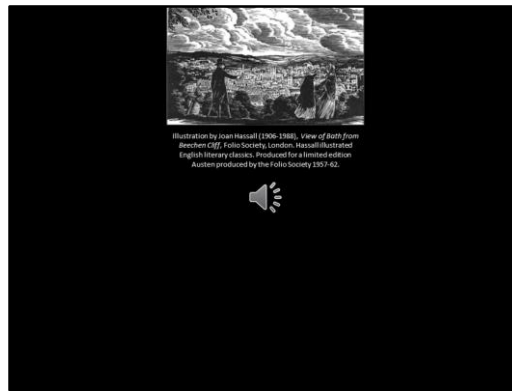 Illustration by Joan Hassall (1906-1988), View of Bath from
Beechen Cliff, Folio Society, London. Hassall illustrated
English literary classics. Produced for a limited edition
Austen produced by the Folio Society 1957-62.